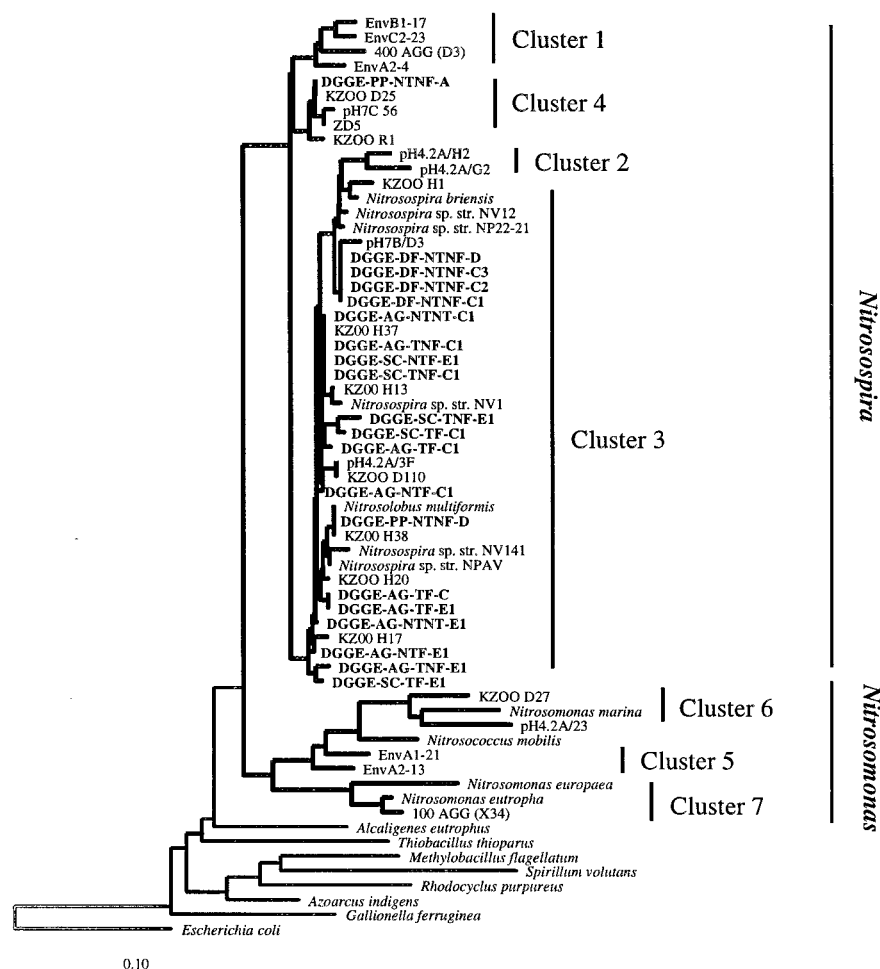 EnvB1-17
EnvC2-23
400 AGG (D3)
EnvA2-4
Cluster 1
DGGE-PP-NTNF-A
KZOO D25
pH7C 56
ZD5
KZOO R1
Cluster 4
pH4.2A/H2
pH4.2A/G2
Cluster 2
KZOO H1
Nitrosospira briensis
Nitrosospira sp. str. NV12
Nitrosospira sp. str. NP22-21
pH7B/D3
DGGE-DF-NTNF-D
DGGE-DF-NTNF-C3
DGGE-DF-NTNF-C2
DGGE-DF-NTNF-C1
DGGE-AG-NTNT-C1
KZ00 H37
DGGE-AG-TNF-C1
DGGE-SC-NTF-E1
DGGE-SC-TNF-C1
KZ00 H13
Nitrosospira sp. str. NV1
DGGE-SC-TNF-E1
DGGE-SC-TF-C1
DGGE-AG-TF-C1
pH4.2A/3F
KZOO D110
DGGE-AG-NTF-C1
Nitrosolobus multiformis
DGGE-PP-NTNF-D
KZ00 H38
Nitrosospira sp. str. NV141
Nitrosospira sp. str. NPAV
KZOO H20
DGGE-AG-TF-C
DGGE-AG-TF-E1
DGGE-AG-NTNT-E1
KZ00 H17
DGGE-AG-NTF-E1
DGGE-AG-TNF-E1
DGGE-SC-TF-E1
Cluster 3
Nitrosospira
KZOO D27
Nitrosomonas marina
pH4.2A/23
Cluster 6
Nitrosococcus mobilis
EnvA1-21
EnvA2-13
Cluster 5
Nitrosomonas europaea
Nitrosomonas eutropha
100 AGG (X34)
Cluster 7
Nitrosomonas
Alcaligenes eutrophus
Thiobacillus thioparus
Methylobacillus flagellatum
Spirillum volutans
Rhodocyclus purpureus
Azoarcus indigens
Gallionella ferruginea
Escherichia coli
0.10